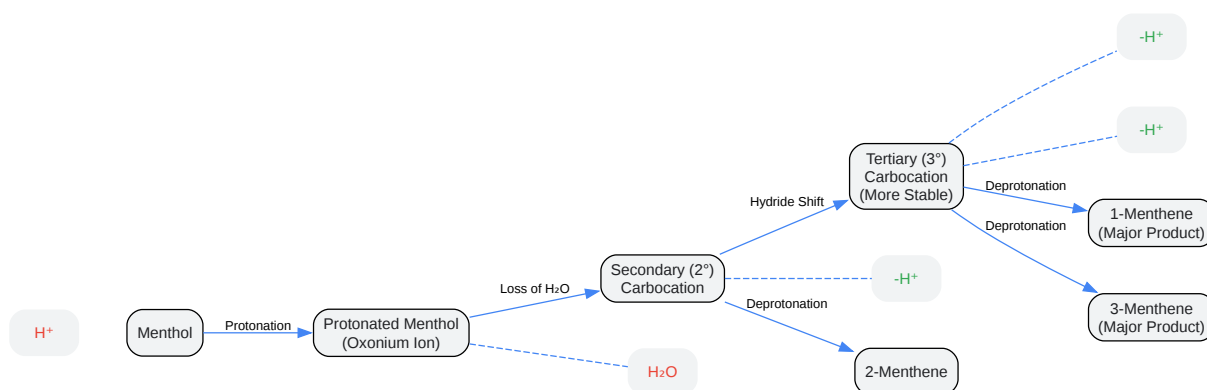 -H⁺
-H⁺
Tertiary (3°)
Carbocation
(More Stable)
Deprotonation
Hydride Shift
1-Menthene
(Major Product)
Deprotonation
Secondary (2°)
Carbocation
-H⁺
Loss of H₂O
Deprotonation
3-Menthene
(Major Product)
H⁺
Menthol
Protonation
Protonated Menthol
(Oxonium Ion)
H₂O
2-Menthene